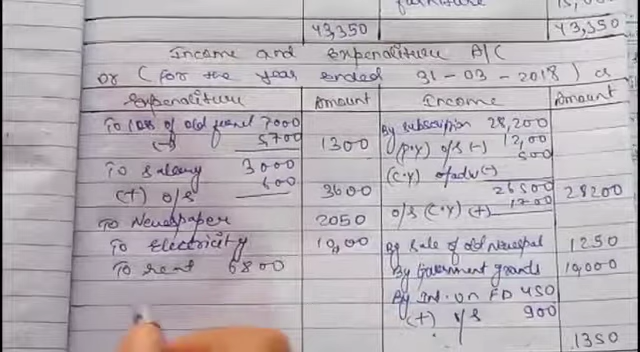 43,350 43,350
Income and Expenditure A/C
or (for the year ended 31-03-2018) a
Expenditure Amount Income Amount
To loss of old 7000 By subscription 28,200
(-) 5700 1300 (P.Y) o/s (-) 12,00
To Salary 3000 (C.Y) of adv (-) 500
(+) o/s 600 3600 26500 28200
To Newspaper 2050 o/s (C.Y) (+) 1700
To Electricity 10,00 By Sale of old 1250
To rent 6800 By Government grands 10,000
By Int. on FD 450
(+) 900
1350